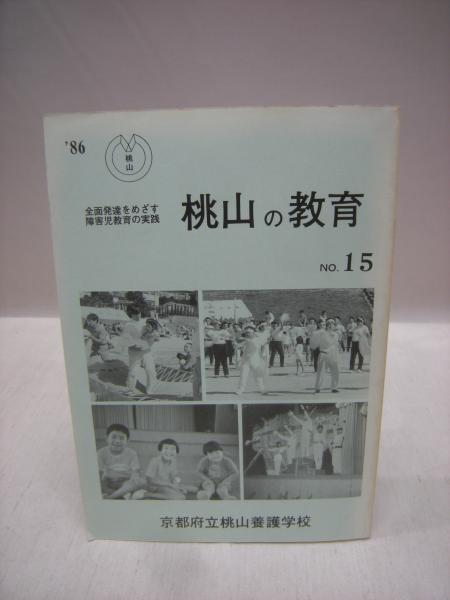 '86
桃
山
全面発達をめざす
障害児教育の実践
桃山の教育
NO. 15
京都府立桃山養護学校